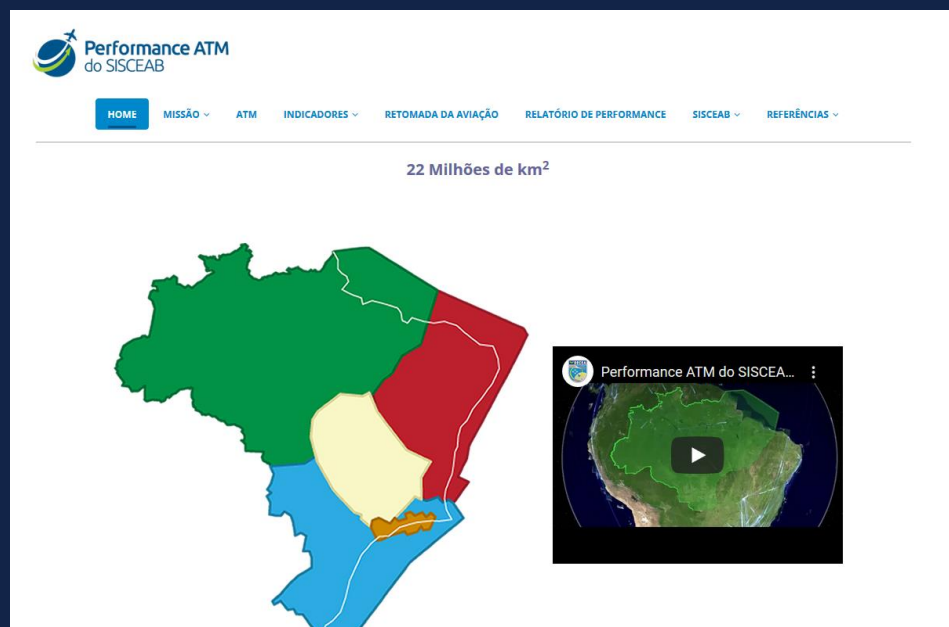 Performance ATM
do SISCEAB
HOME MISSÃO ATM INDICADORES RETOMADA DA AVIAÇÃO RELATÓRIO DE PERFORMANCE SISCEAB REFERÊNCIAS
22 Milhões de km²
Performance ATM do SISCEA...